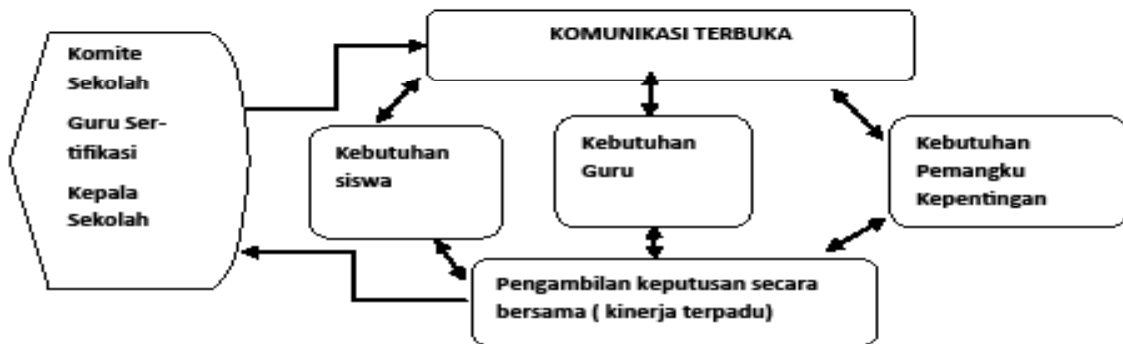 Komite
Sekolah
Guru Ser-
tifikasi
Kepala
Sekolah
KOMUNIKASI TERBUKA
Kebutuhan
siswa
Kebutuhan
Guru
Kebutuhan
Pemangku
Kepentingan
Pengambilan keputusan secara
bersama ( kinerja terpadu)